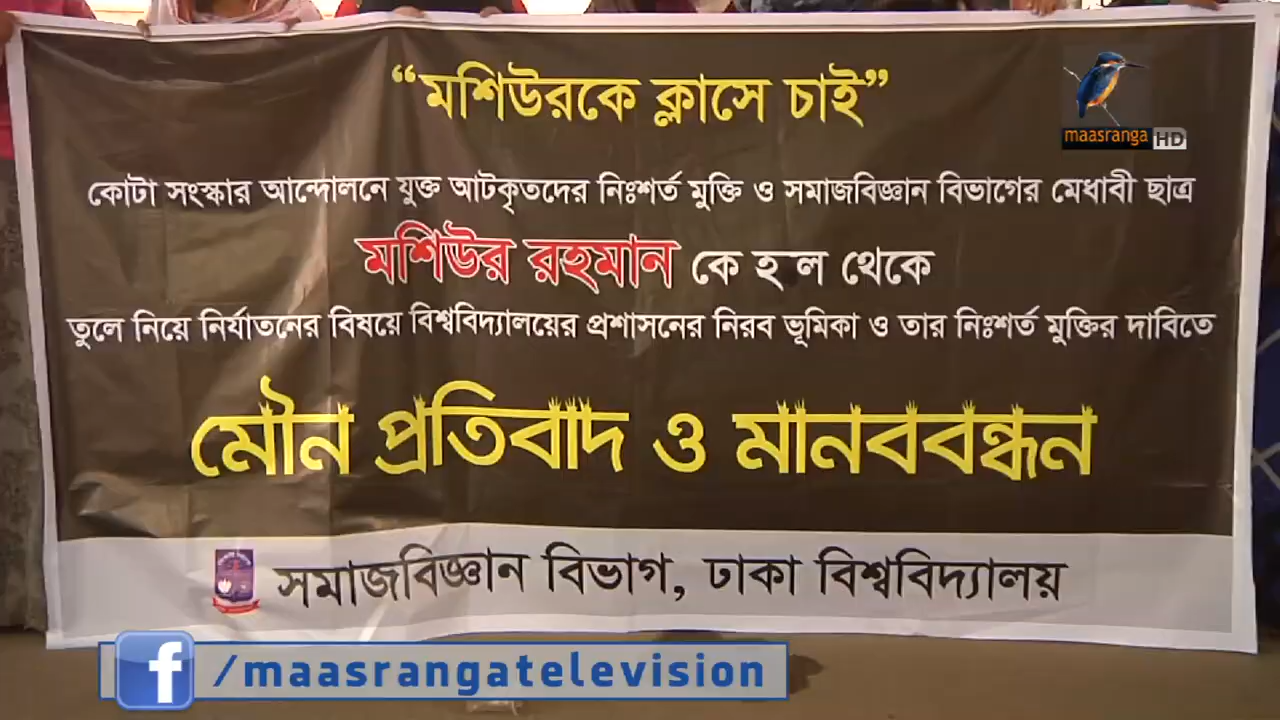 “মশিউরকে ক্লাসে চাই”
maasranga HD
কোটা সংস্কার আন্দোলনে যুক্ত আটকৃতদের নিঃশর্ত মুক্তি ও সমাজবিজ্ঞান বিভাগের মেধাবী ছাত্র
মশিউর রহমান কে হল থেকে
তুলে নিয়ে নির্যাতনের বিষয়ে বিশ্ববিদ্যালয়ের প্রশাসনের নিরব ভূমিকা ও তার নিঃশর্ত মুক্তির দাবিতে
মৌন প্রতিবাদ ও মানববন্ধন
সমাজবিজ্ঞান বিভাগ, ঢাকা বিশ্ববিদ্যালয়
f /maasrangatelevision